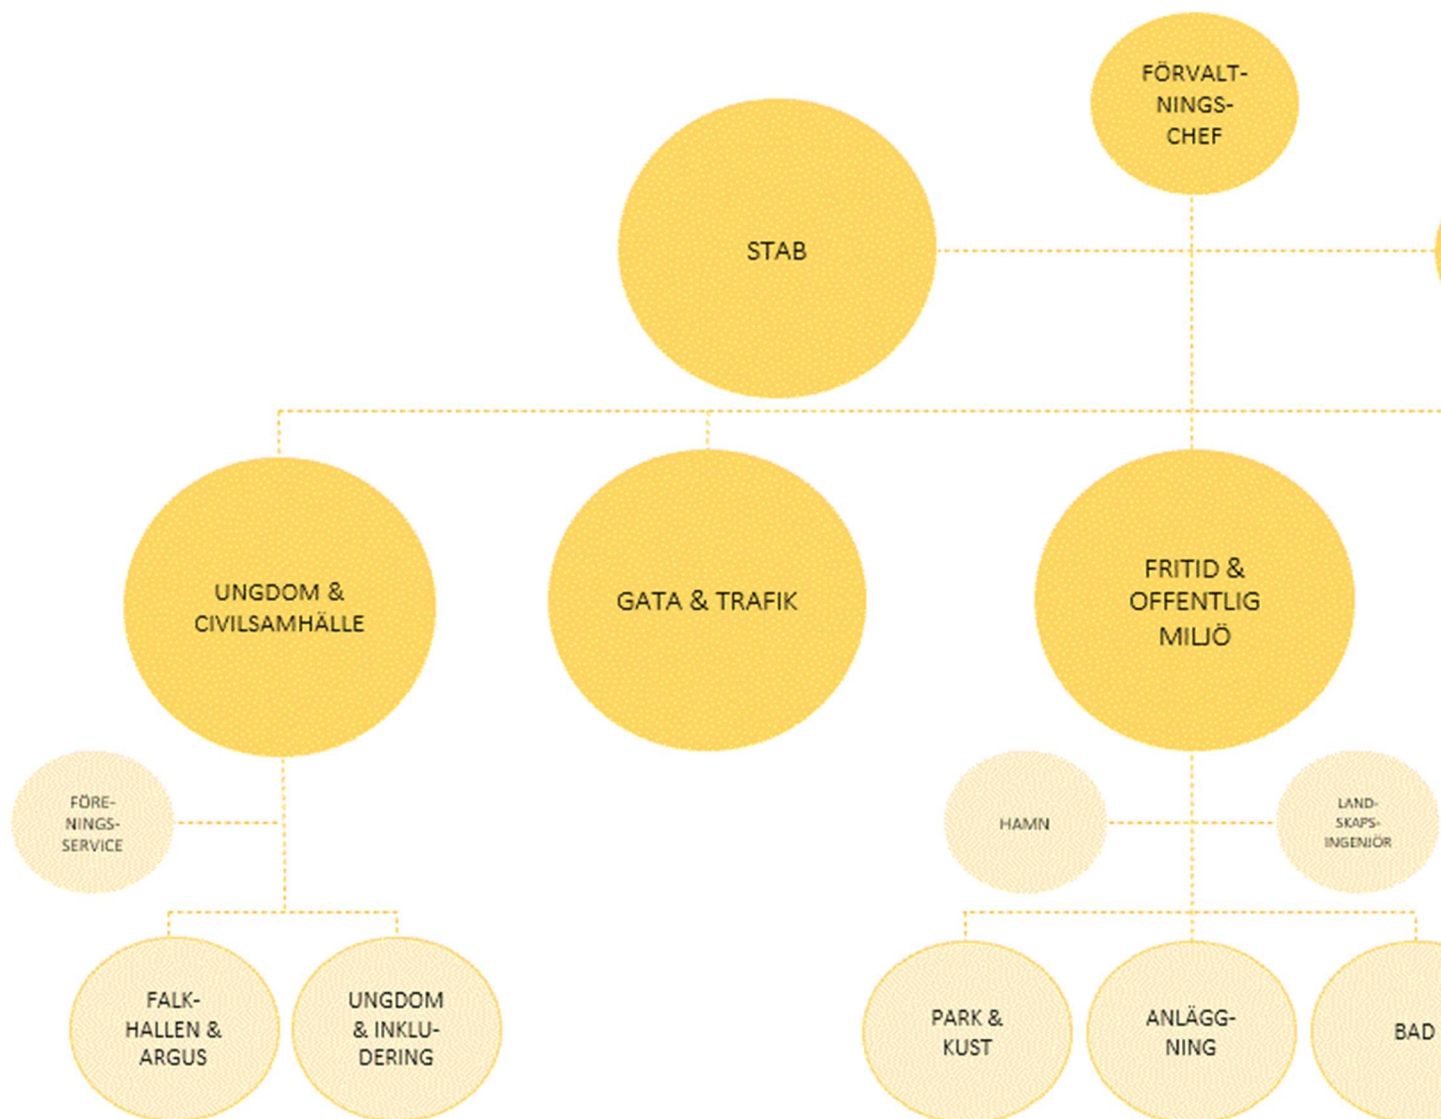 FÖRVALT-
NINGS-
CHEF
STAB
UNGDOM &
CIVILSAMHÄLLE
GATA & TRAFIK
FRITID &
OFFENTLIG
MILJÖ
FÖRE-
NINGS-
SERVICE
HAMN
LAND-
SKAPS-
INGENJÖR
FALK-
HALLEN &
ARGUS
UNGDOM
& INKLU-
DERING
PARK &
KUST
ANLÄGG-
NING
BAD